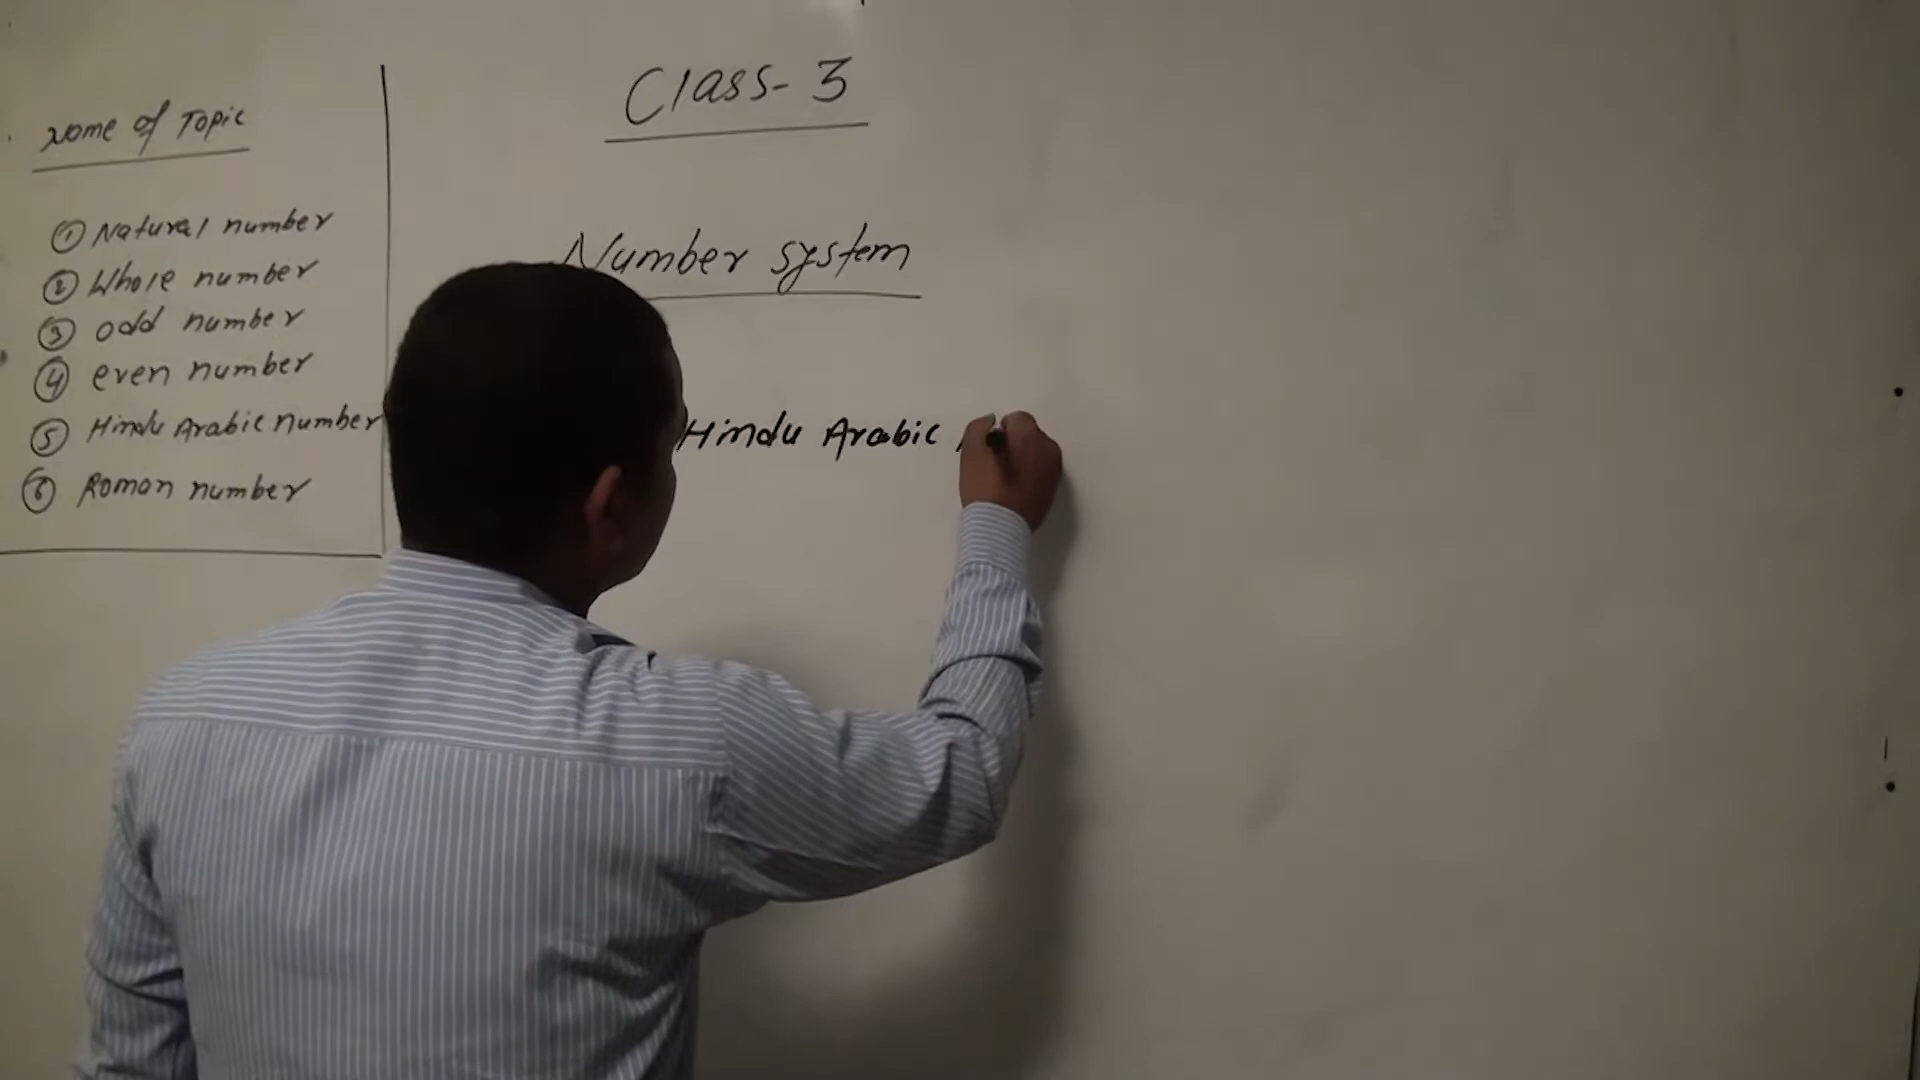 Name of Topic
① Natural number
② Whole number
③ odd number
④ even number
⑤ Hindu Arabic number
⑥ Roman number
Class- 3
Number system
Hindu Arabic